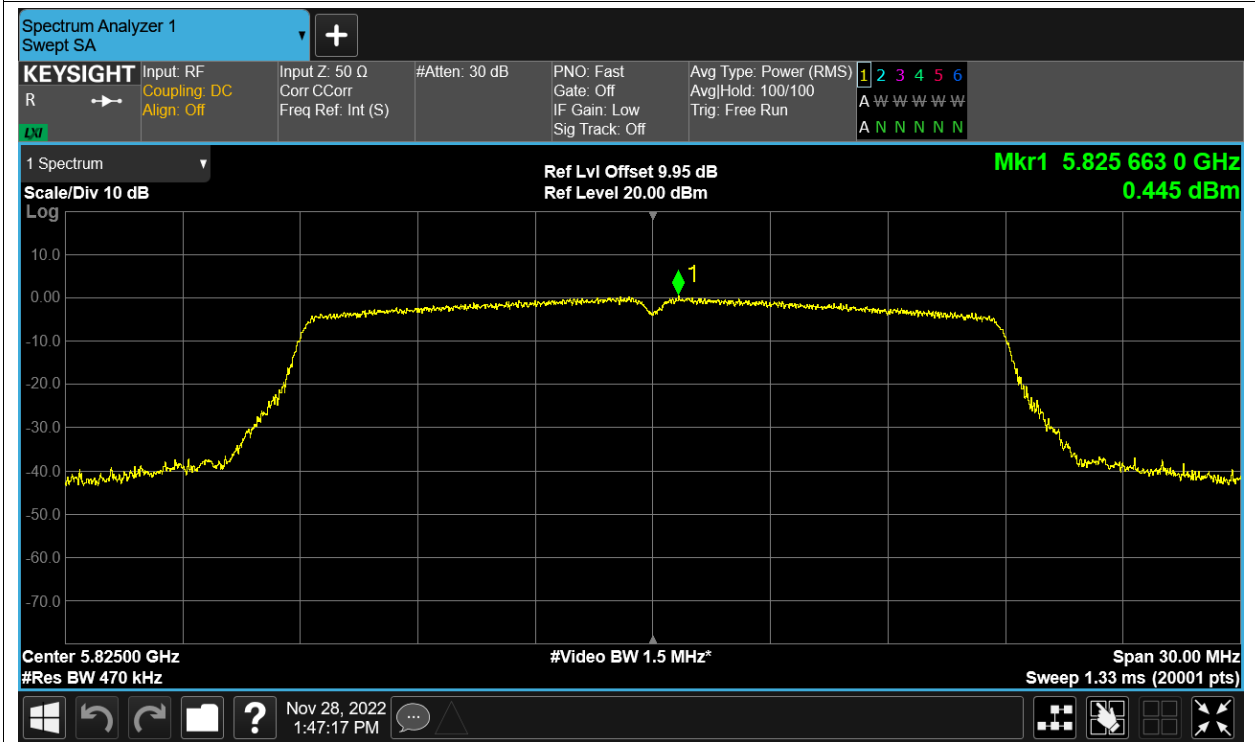 Spectrum Analyzer 1
Swept SA
+
KEYSIGHT
R
LXI
Input: RF
Coupling: DC
Align: Off
Input Z: 50 Ω
Corr CCorr
Freq Ref: Int (S)
#Atten: 30 dB
PNO: Fast
Gate: Off
IF Gain: Low
Sig Track: Off
Avg Type: Power (RMS)
Avg|Hold: 100/100
Trig: Free Run
1 2 3 4 5 6
A W W W W W
A N N N N N
1 Spectrum
Scale/Div 10 dB
Log
Ref Lvl Offset 9.95 dB
Ref Level 20.00 dBm
Mkr1 5.825 663 0 GHz
0.445 dBm
10.0
0.00
-10.0
-20.0
-30.0
-40.0
-50.0
-60.0
-70.0
1
Center 5.82500 GHz
#Res BW 470 kHz
#Video BW 1.5 MHz*
Span 30.00 MHz
Sweep 1.33 ms (20001 pts)
?
Nov 28, 2022
1:47:17 PM